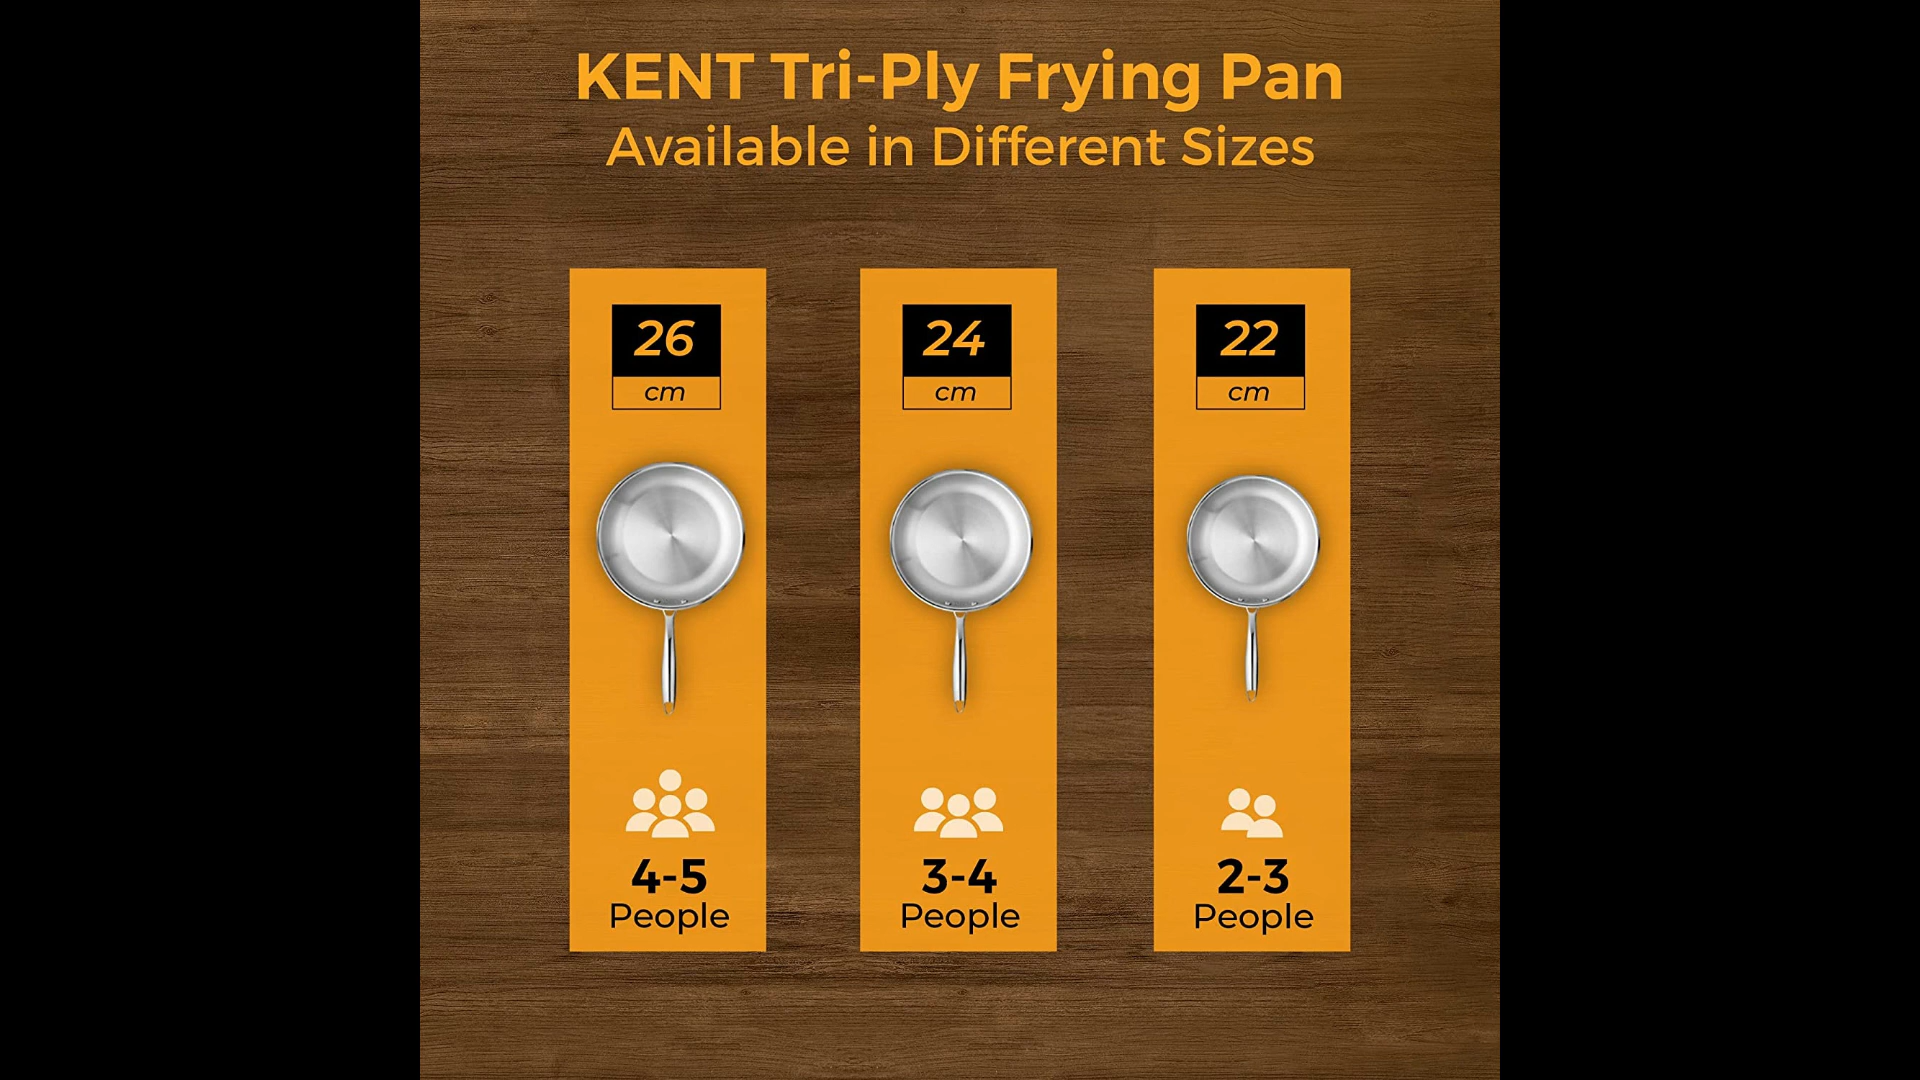 KENT Tri-Ply Frying Pan
Available in Different Sizes
26
cm
4-5
People
24
cm
3-4
People
22
cm
2-3
People